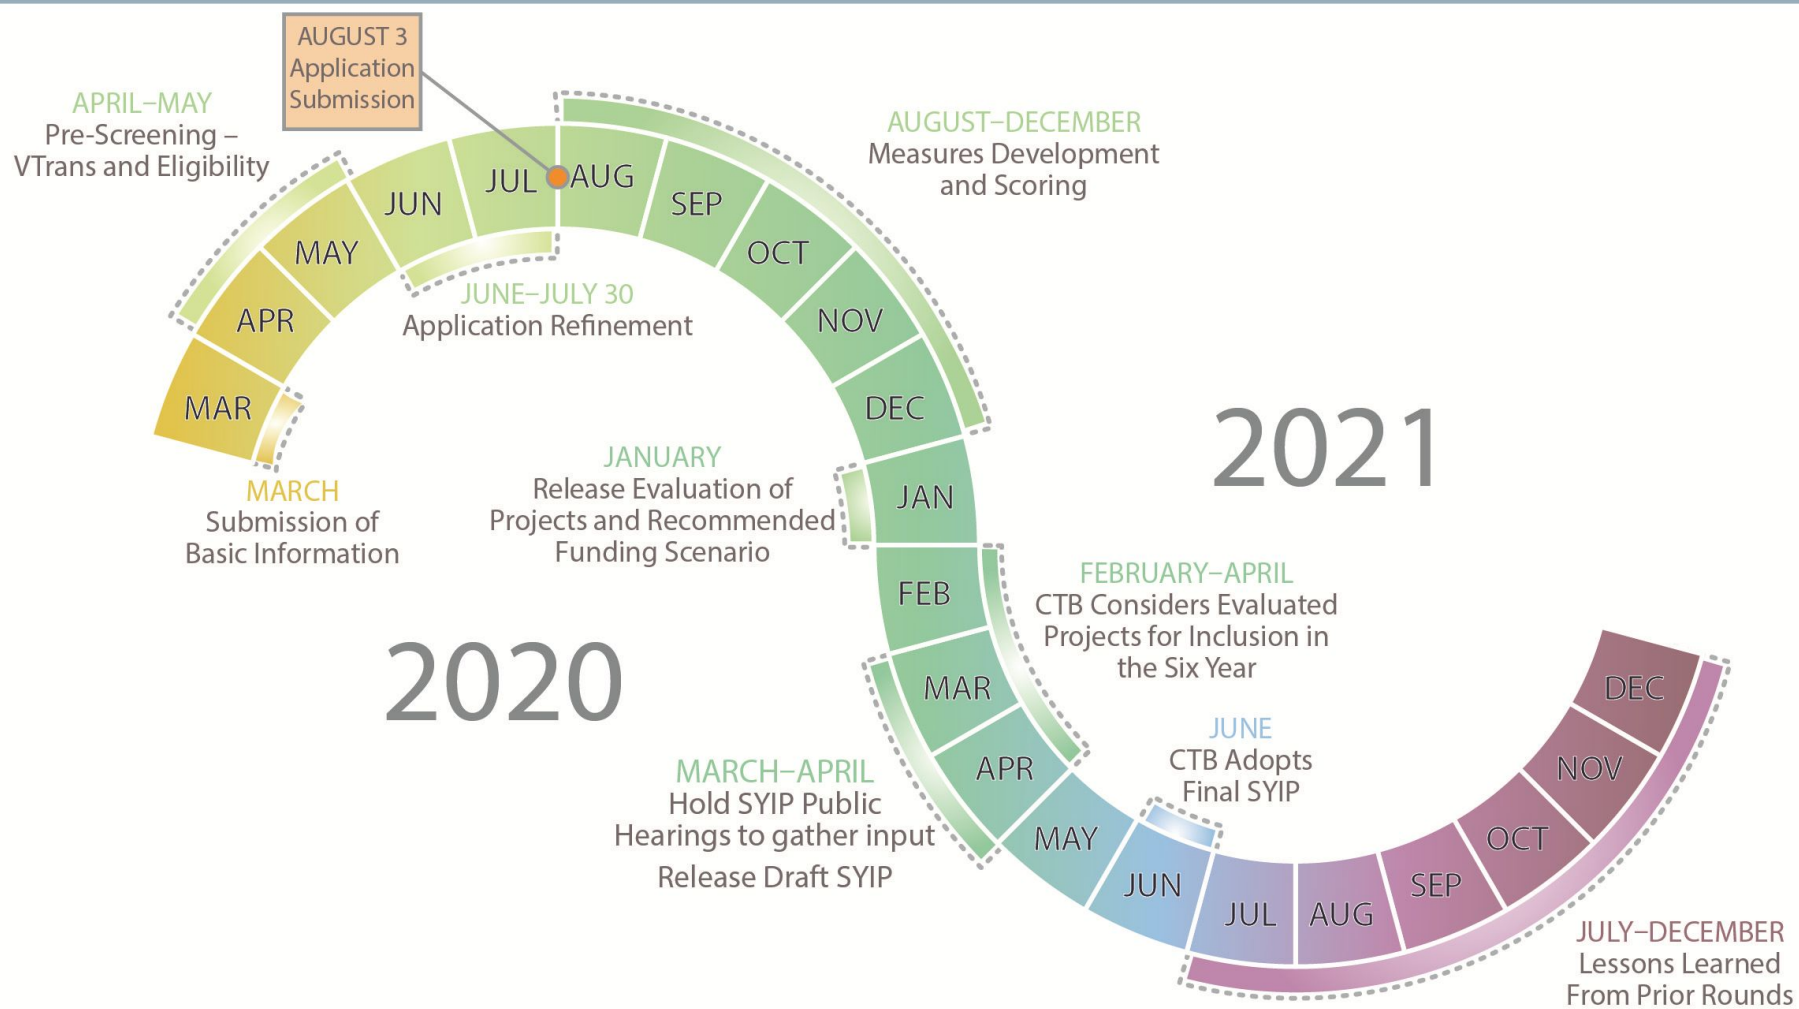 AUGUST 3
Application
Submission
APRIL–MAY
Pre-Screening –
VTrans and Eligibility
AUGUST–DECEMBER
Measures Development
and Scoring
MAR
APR
MAY
JUN
JUL
AUG
SEP
OCT
NOV
DEC
JUNE–JULY 30
Application Refinement
MARCH
Submission of
Basic Information
2020
2021
JANUARY
Release Evaluation of
Projects and Recommended
Funding Scenario
JAN
FEB
MAR
APR
MAY
JUN
JUL
AUG
SEP
OCT
NOV
DEC
FEBRUARY–APRIL
CTB Considers Evaluated
Projects for Inclusion in
the Six Year
MARCH–APRIL
Hold SYIP Public
Hearings to gather input
Release Draft SYIP
JUNE
CTB Adopts
Final SYIP
JULY–DECEMBER
Lessons Learned
From Prior Rounds